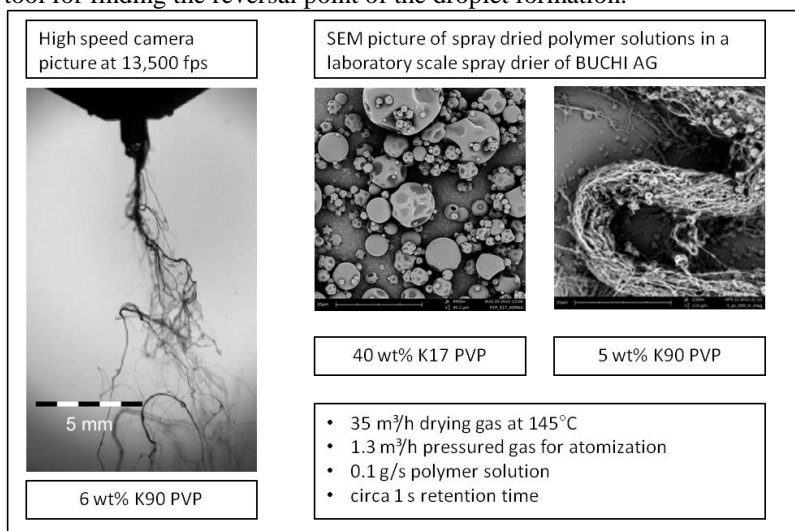 tool for finding the reversal point of the droplet formation.
High speed camera
picture at 13,500 fps
SEM picture of spray dried polymer solutions in a
laboratory scale spray drier of BUCHI AG
5 mm
40 wt% K17 PVP
5 wt% K90 PVP
• 35 m³/h drying gas at 145°C
• 1.3 m³/h pressured gas for atomization
• 0.1 g/s polymer solution
• circa 1 s retention time
6 wt% K90 PVP